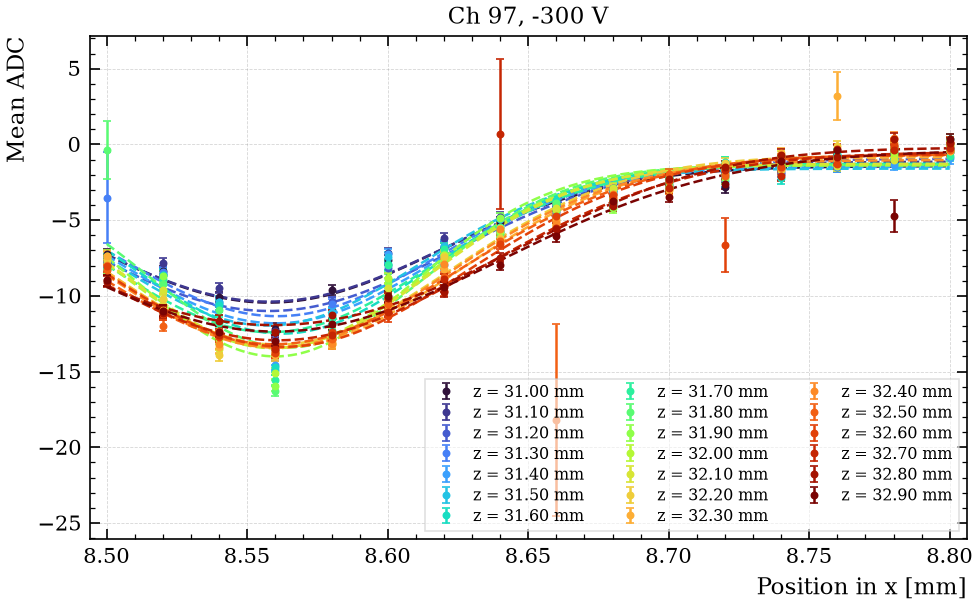 Ch 97, -300 V
Mean ADC
5
0
−5
−10
−15
−20
−25
8.50
8.55
8.60
8.65
8.70
8.75
8.80
Position in x [mm]
z = 31.00 mm
z = 31.10 mm
z = 31.20 mm
z = 31.30 mm
z = 31.40 mm
z = 31.50 mm
z = 31.60 mm
z = 31.70 mm
z = 31.80 mm
z = 31.90 mm
z = 32.00 mm
z = 32.10 mm
z = 32.20 mm
z = 32.30 mm
z = 32.40 mm
z = 32.50 mm
z = 32.60 mm
z = 32.70 mm
z = 32.80 mm
z = 32.90 mm